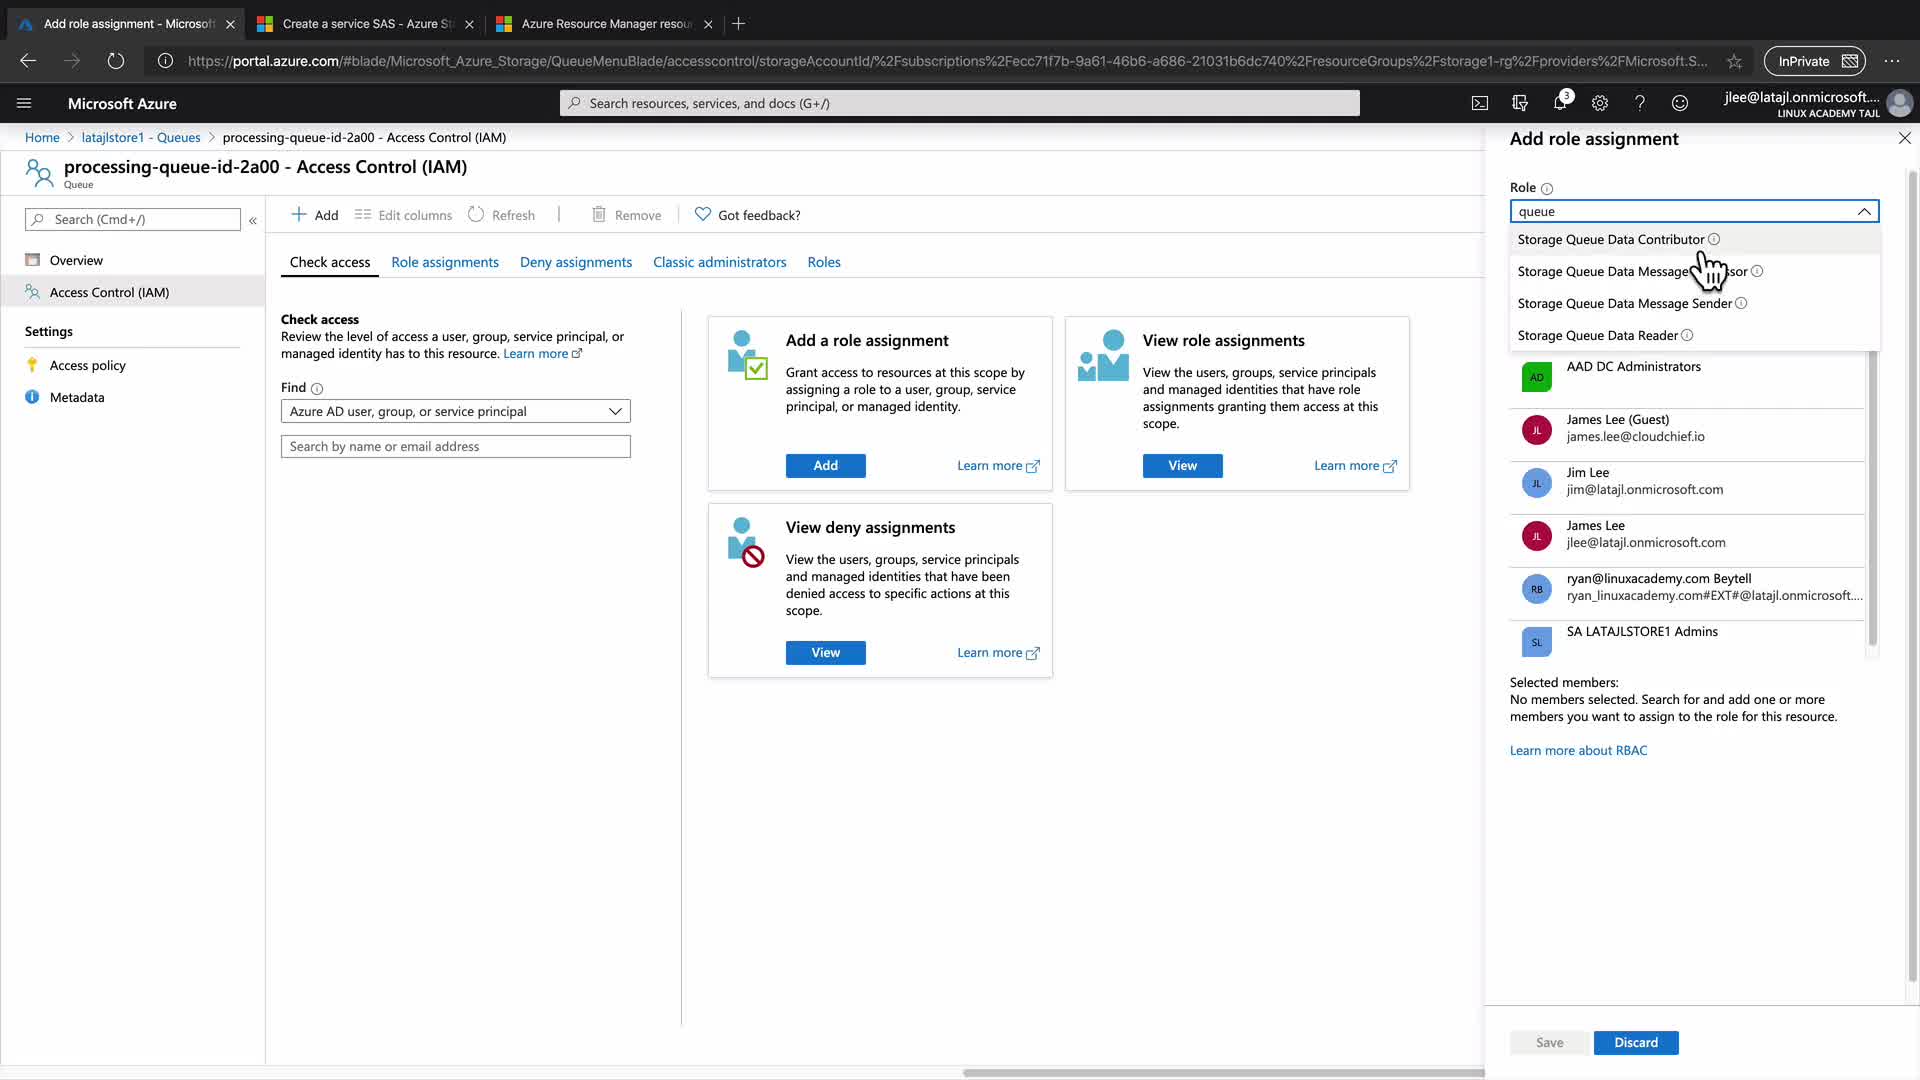 Add role assignment - Microsoft
Create a service SAS - Azure St
Azure Resource Manager resou
https://portal.azure.com/#blade/Microsoft_Azure_Storage/QueueMenuBlade/accesscontrol/storageAccountId/%2Fsubscriptions%2Fecc71f7b-9a61-46b6-a686-21031b6dc740%2FresourceGroups%2Fstorage1-rg%2Fproviders%2FMicrosoft.S...
InPrivate
Microsoft Azure
Search resources, services, and docs (G+/)
3
jlee@latajl.onmicrosoft....
LINUX ACADEMY TAJL
Home > latajlstore1 - Queues > processing-queue-id-2a00 - Access Control (IAM)
processing-queue-id-2a00 - Access Control (IAM)
Queue
Search (Cmd+/)
Overview
Access Control (IAM)
Settings
Access policy
Metadata
Add
Edit columns
Refresh
Remove
Got feedback?
Check access
Role assignments
Deny assignments
Classic administrators
Roles
Check access
Review the level of access a user, group, service principal, or
managed identity has to this resource. Learn more
Find
Azure AD user, group, or service principal
Search by name or email address
Add a role assignment
Grant access to resources at this scope by
assigning a role to a user, group, service
principal, or managed identity.
Add
Learn more
View role assignments
View the users, groups, service principals
and managed identities that have role
assignments granting them access at this
scope.
View
Learn more
View deny assignments
View the users, groups, service principals
and managed identities that have been
denied access to specific actions at this
scope.
View
Learn more
Add role assignment
Role
queue
Storage Queue Data Contributor
Storage Queue Data Message
Storage Queue Data Message Sender
Storage Queue Data Reader
AD
AAD DC Administrators
JL
James Lee (Guest)
james.lee@cloudchief.io
JL
Jim Lee
jim@latajl.onmicrosoft.com
JL
James Lee
jlee@latajl.onmicrosoft.com
RB
ryan@linuxacademy.com Beytell
ryan_linuxacademy.com#EXT#@latajl.onmicrosoft....
SL
SA LATAJLSTORE1 Admins
Selected members:
No members selected. Search for and add one or more
members you want to assign to the role for this resource.
Learn more about RBAC
Save
Discard